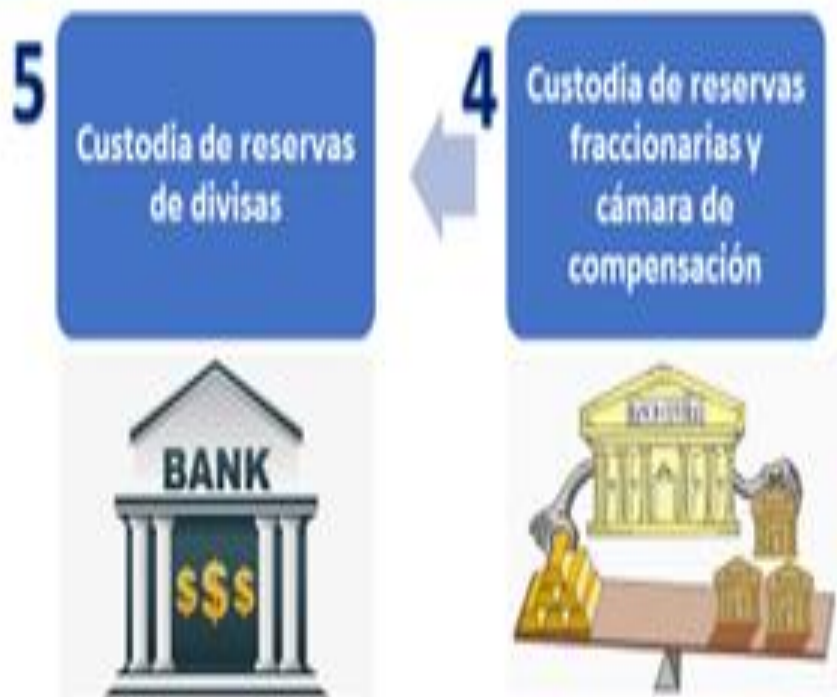 5
Custodia de reservas
de divisas
4
Custodia de reservas
fraccionarias y
cámara de
compensación
BANK
$$$